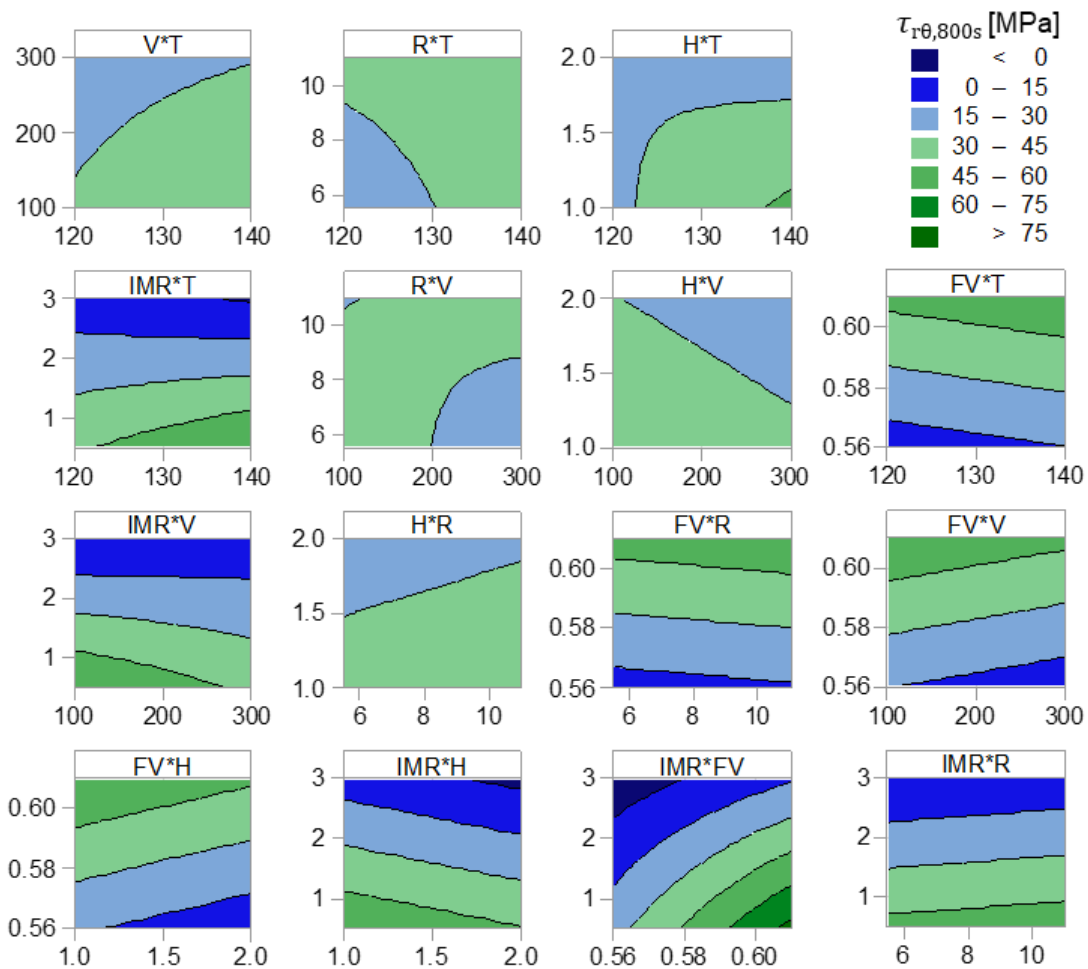 τrθ,800s [MPa]
< 0
0 – 15
15 – 30
30 – 45
45 – 60
60 – 75
> 75
V*T
300
200
100
120 130 140
R*T
10
8
6
120 130 140
H*T
2.0
1.5
1.0
120 130 140
IMR*T
3
2
1
120 130 140
R*V
10
8
6
100 200 300
H*V
2.0
1.5
1.0
100 200 300
FV*T
0.60
0.58
0.56
120 130 140
IMR*V
3
2
1
100 200 300
H*R
2.0
1.5
1.0
6 8 10
FV*R
0.60
0.58
0.56
6 8 10
FV*V
0.60
0.58
0.56
100 200 300
FV*H
0.60
0.58
0.56
1.0 1.5 2.0
IMR*H
3
2
1
1.0 1.5 2.0
IMR*FV
3
2
1
0.56 0.58 0.60
IMR*R
3
2
1
6 8 10